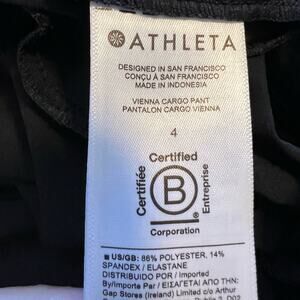 ATHLETA
DESIGNED IN SAN FRANCISCO
CONÇU À SAN FRANCISCO
MADE IN INDONESIA
VIENNA CARGO PANT
PANTALON CARGO VIENNA
4
Certified
Certifiée
B
Entreprise
Corporation
■ US/GB: 86% POLYESTER, 14%
SPANDEX / ELASTANE
DISTRIBUIDO POR / Imported
By/Importe Par / ΕΙΣΑΓΕΤΑΙ ΑΠΟ ΤΗΝ:
Gap Stores (Ireland) Ltd c/o Arthur